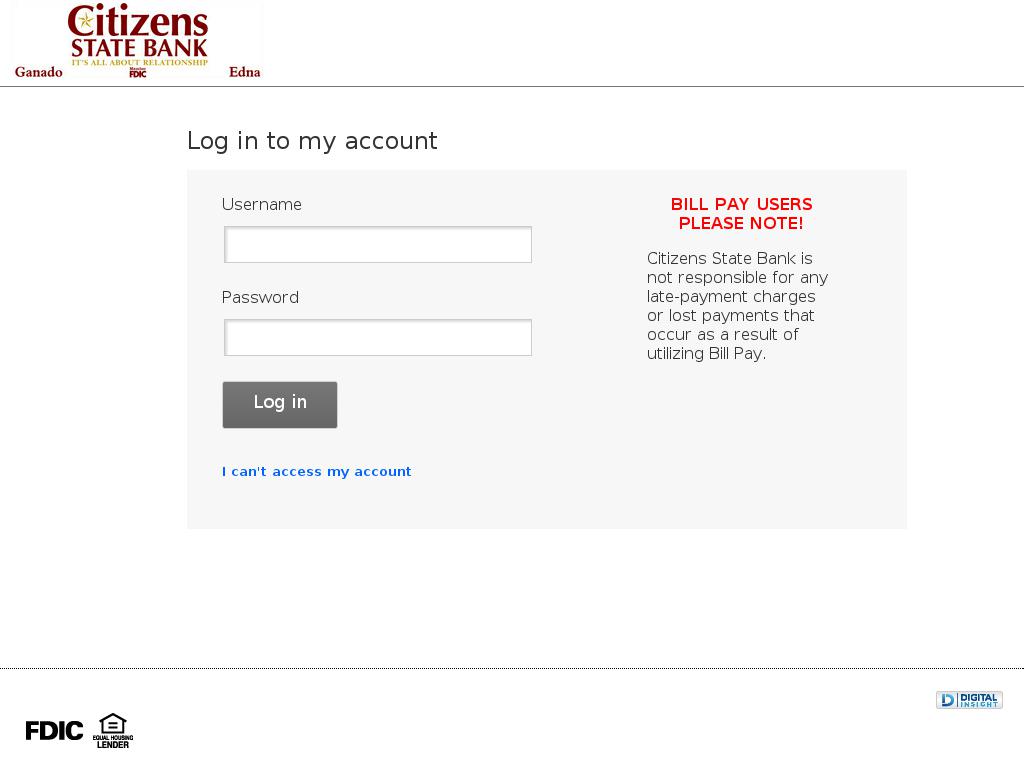 Citizens
STATE BANK
IT'S ALL ABOUT RELATIONSHIP
Ganado
Member
FDIC
Edna
Log in to my account
Username
Password
Log in
I can't access my account
BILL PAY USERS
PLEASE NOTE!
Citizens State Bank is
not responsible for any
late-payment charges
or lost payments that
occur as a result of
utilizing Bill Pay.
D DIGITAL
INSIGHT
FDIC
EQUAL HOUSING
LENDER